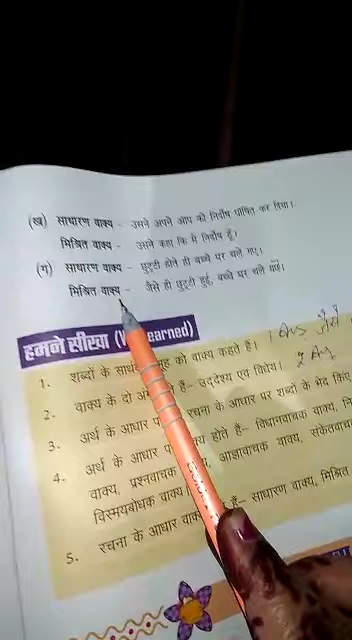 (ख) साधारण वाक्य - उसने अपने आप को निर्दोष घोषित कर दिया।
मिश्रित वाक्य - उसने कहा कि मैं निर्दोष हूँ।
(ग) साधारण वाक्य - छुट्टी होते ही बच्चे घर चले गए।
मिश्रित वाक्य - जैसे ही छुट्टी हुई, बच्चे घर चले गए।
हमने सीखा (W earned)
1. शब्दों के सार्थ मूह को वाक्य कहते हैं।
2. वाक्य के दो अं हैं- उद्देश्य एवं विधेय। 2 Ans
3. अर्थ के आधार प रचना के आधार पर शब्दों के भेद किए
4. अर्थ के आधार प क्य होते हैं- विधानवाचक वाक्य, नि
वाक्य, प्रश्नवाचक आज्ञावाचक वाक्य, संकेतवाच
विस्मयबोधक वाक्य
5. रचना के आधार वाक हैं- साधारण वाक्य, मिश्रित